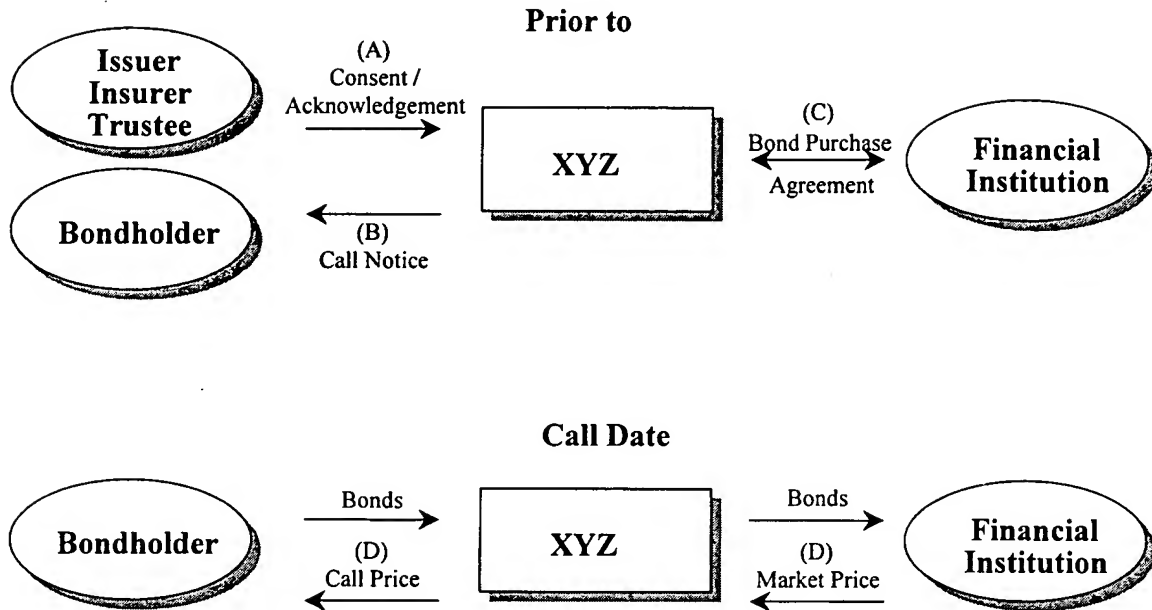 Prior to
Issuer
Insurer
Trustee
(A)
Consent /
Acknowledgement
XYZ
(C)
Bond Purchase
Agreement
Financial
Institution
Bondholder
(B)
Call Notice
Call Date
Bondholder
Bonds
(D)
Call Price
XYZ
Bonds
(D)
Market Price
Financial
Institution